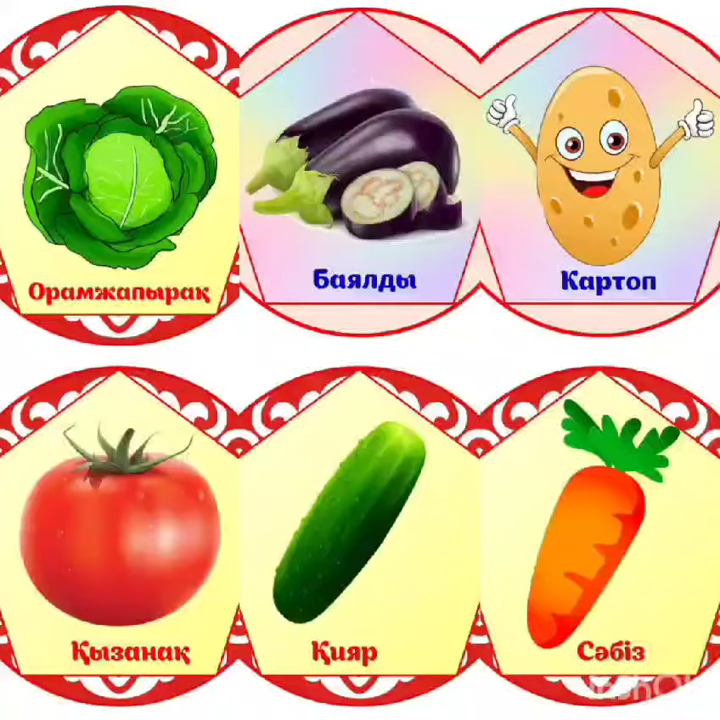 Орамжапырақ
Баялды
Картоп
Қызанақ
Қияр
Сәбіз